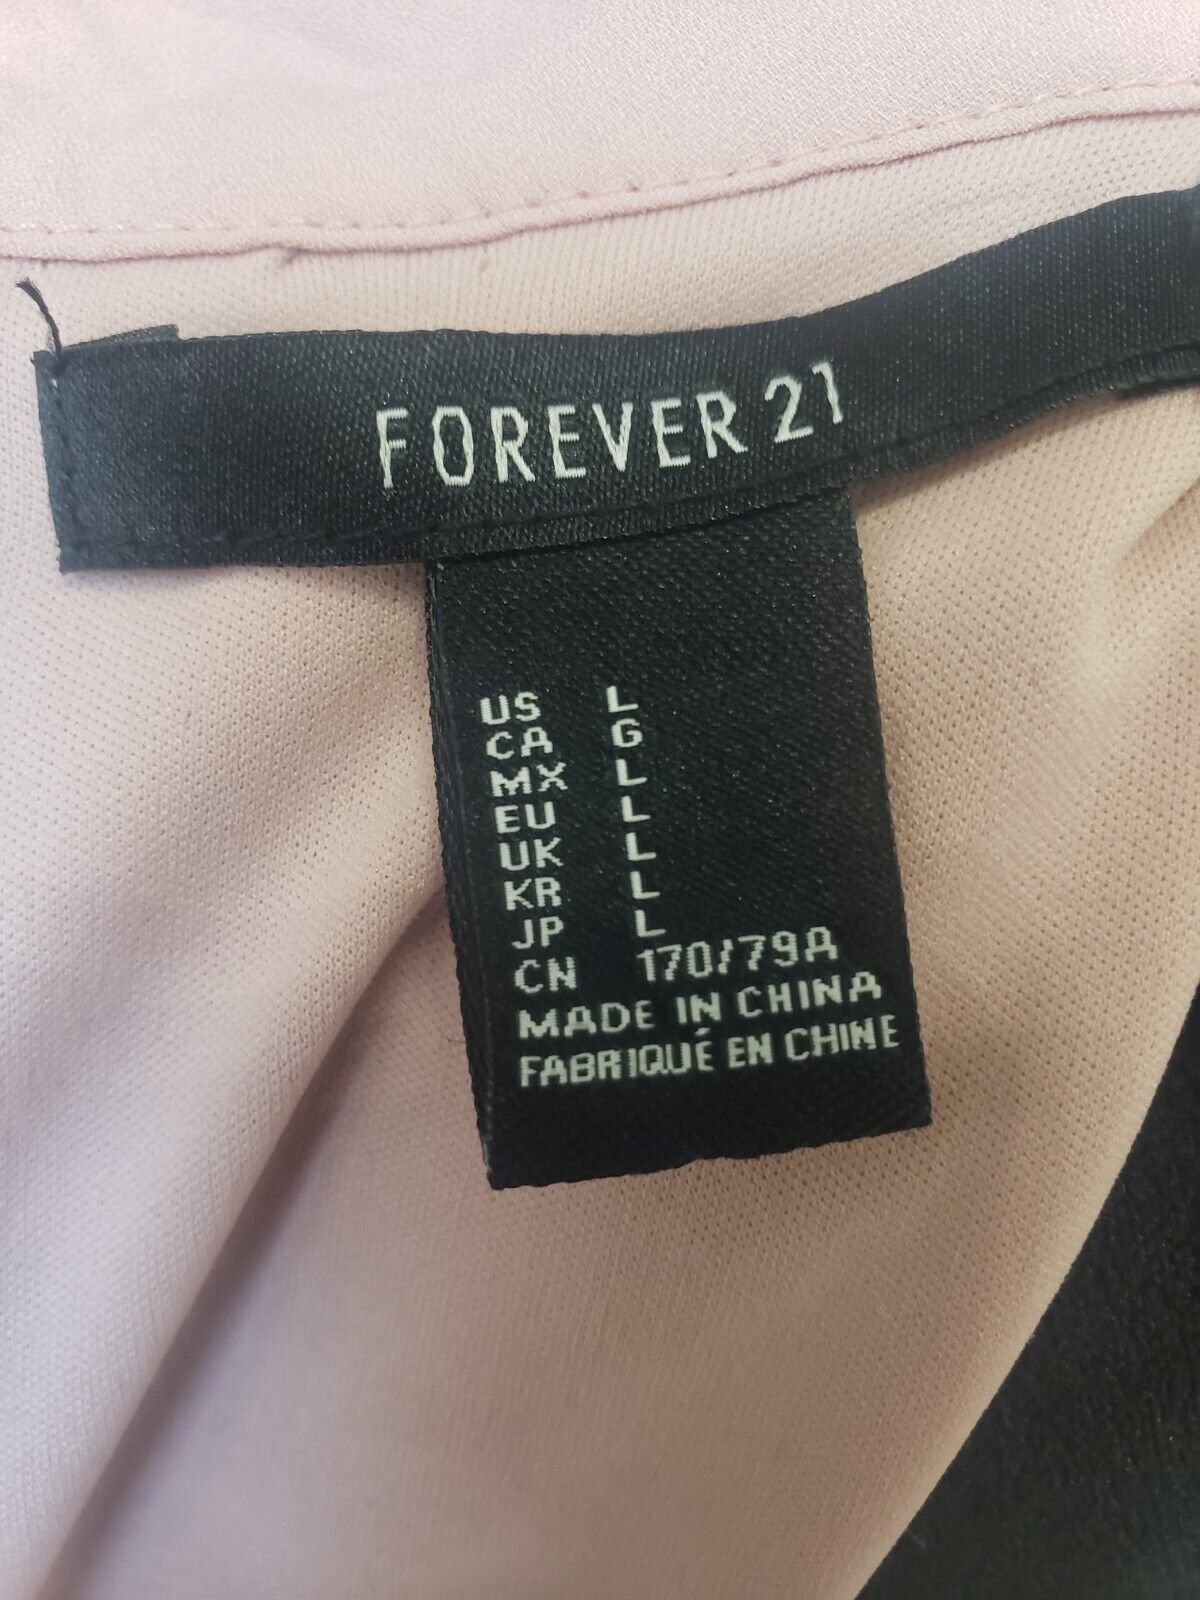 FOREVER 21
US L
CA G
MX L
EU L
UK L
KR L
JP L
CN 170/79A
MADE IN CHINA
FABRIQUÉ EN CHINE